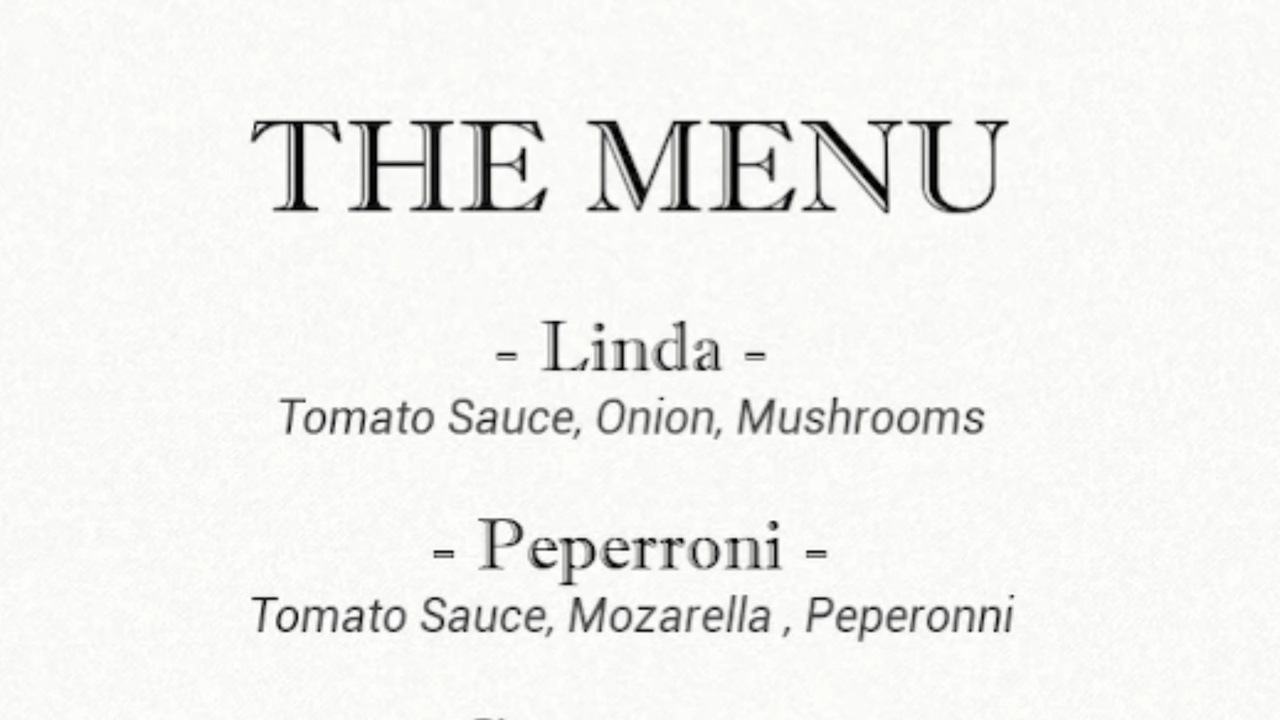 THE MENU
- Linda -
Tomato Sauce, Onion, Mushrooms
- Peperroni -
Tomato Sauce, Mozarella , Peperonni